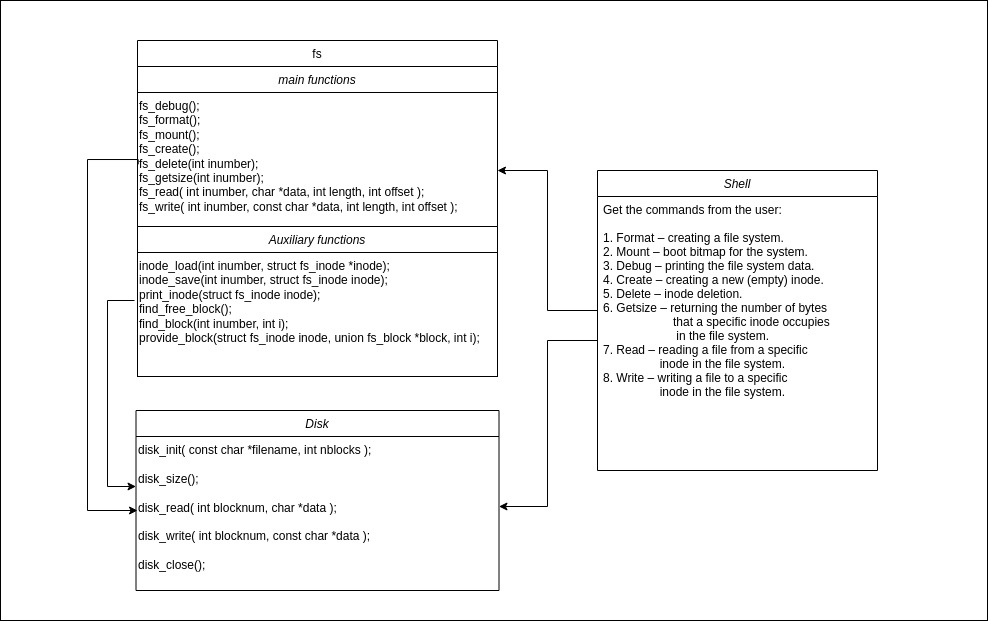 fs
main functions
fs_debug();
fs_format();
fs_mount();
fs_create();
fs_delete(int inumber);
fs_getsize(int inumber);
fs_read( int inumber, char *data, int length, int offset );
fs_write( int inumber, const char *data, int length, int offset );
Auxiliary functions
inode_load(int inumber, struct fs_inode *inode);
inode_save(int inumber, struct fs_inode inode);
print_inode(struct fs_inode inode);
find_free_block();
find_block(int inumber, int i);
provide_block(struct fs_inode inode, union fs_block *block, int i);
Disk
disk_init( const char *filename, int nblocks );
disk_size();
disk_read( int blocknum, char *data );
disk_write( int blocknum, const char *data );
disk_close();
Shell
Get the commands from the user:
1. Format – creating a file system.
2. Mount – boot bitmap for the system.
3. Debug – printing the file system data.
4. Create – creating a new (empty) inode.
5. Delete – inode deletion.
6. Getsize – returning the number of bytes
that a specific inode occupies
in the file system.
7. Read – reading a file from a specific
inode in the file system.
8. Write – writing a file to a specific
inode in the file system.